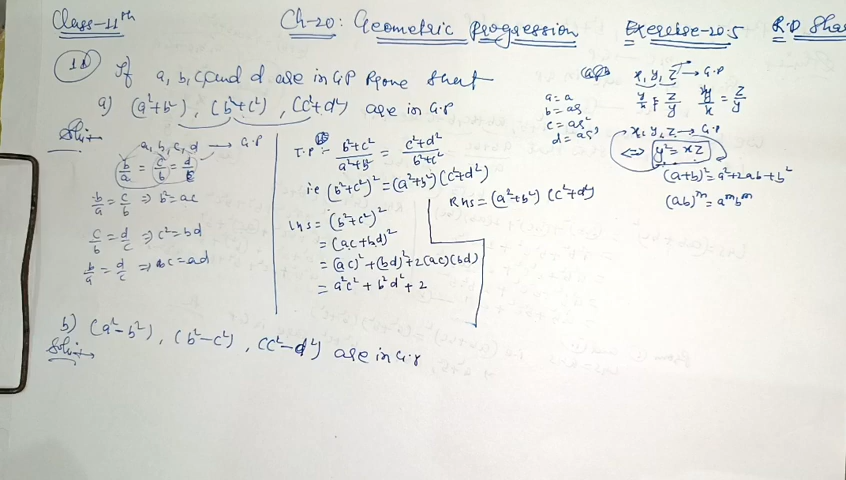 Class-11th Ch-20: Geometric progression Exercise-20.5 R.D Sha
11) If a, b, c, and d are in G.P prove that
a) (a²+b²), (b²+c²), (c²+d²) are in G.P
Soln:-
a, b, c, d → G.P
b/a = c/b = d/c
b/a = c/b ⇒ b²=ac
c/b = d/c ⇒ c²=bd
b/a = d/c ⇒ bc=ad
T.P:- (b²+c²)/(a²+b²) = (c²+d²)/(b²+c²)
i.e (b²+c²)² = (a²+b²)(c²+d²)
LHS = (b²+c²)²
= (ac+bd)²
= (ac)²+(bd)²+2(ac)(bd)
= a²c² + b²d² + 2
RHS = (a²+b²) (c²+d²)
a = a
b = ar
c = ar²
d = ar³
x, y, z → G.P
y/x = z/y y/x = z/y
→ x, y, z → G.P
⇔ y² = xz
(a+b)² = a²+2ab+b²
(ab)ᵐ = aᵐbᵐ
b) (a²-b²), (b²-c²), (c²-d²) are in G.P
Soln:-